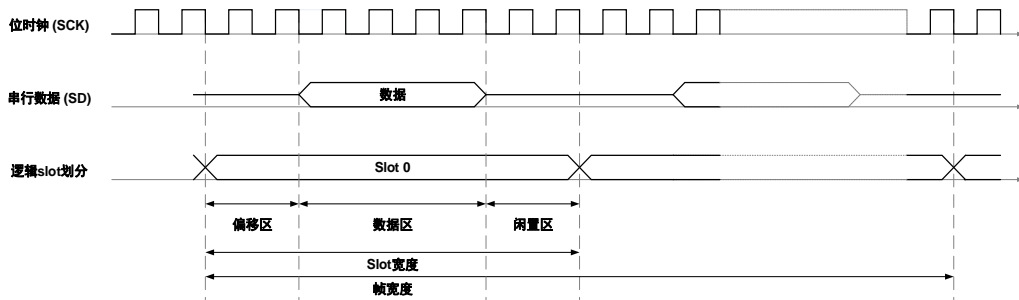 位时钟 (SCK)
串行数据 (SD)
数据
逻辑slot划分
Slot 0
偏移区
数据区
闲置区
Slot宽度
帧宽度